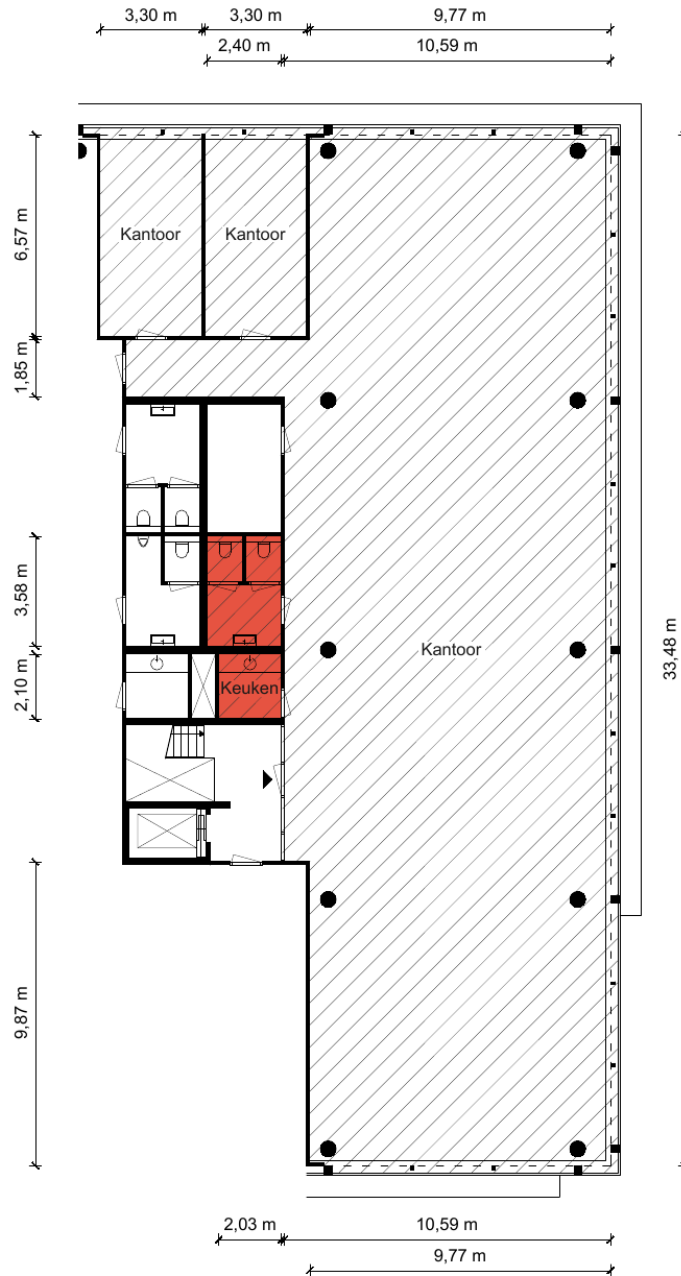 3,30 m
3,30 m
9,77 m
2,40 m
10,59 m
6,57 m
Kantoor
Kantoor
1,85 m
3,58 m
Kantoor
33,48 m
2,10 m
Keuken
9,87 m
2,03 m
10,59 m
9,77 m